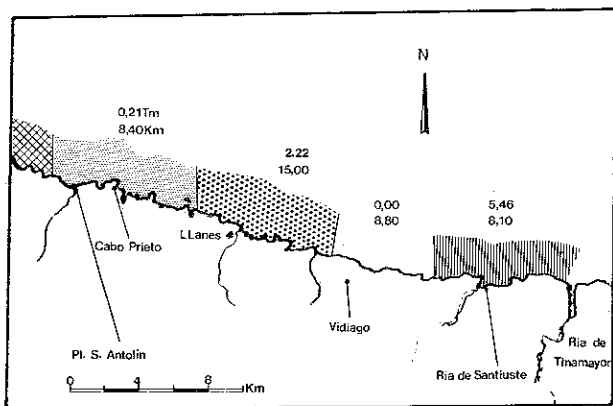 N
0,21Tm
8,40Km
2,22
15,00
0,00
8,80
5,46
8,10
Cabo Prieto
LLanes
Vidiago
Pl. S. Antolin
Ria de Santiuste
Ria de
Tinamayor
0 4 8
Km